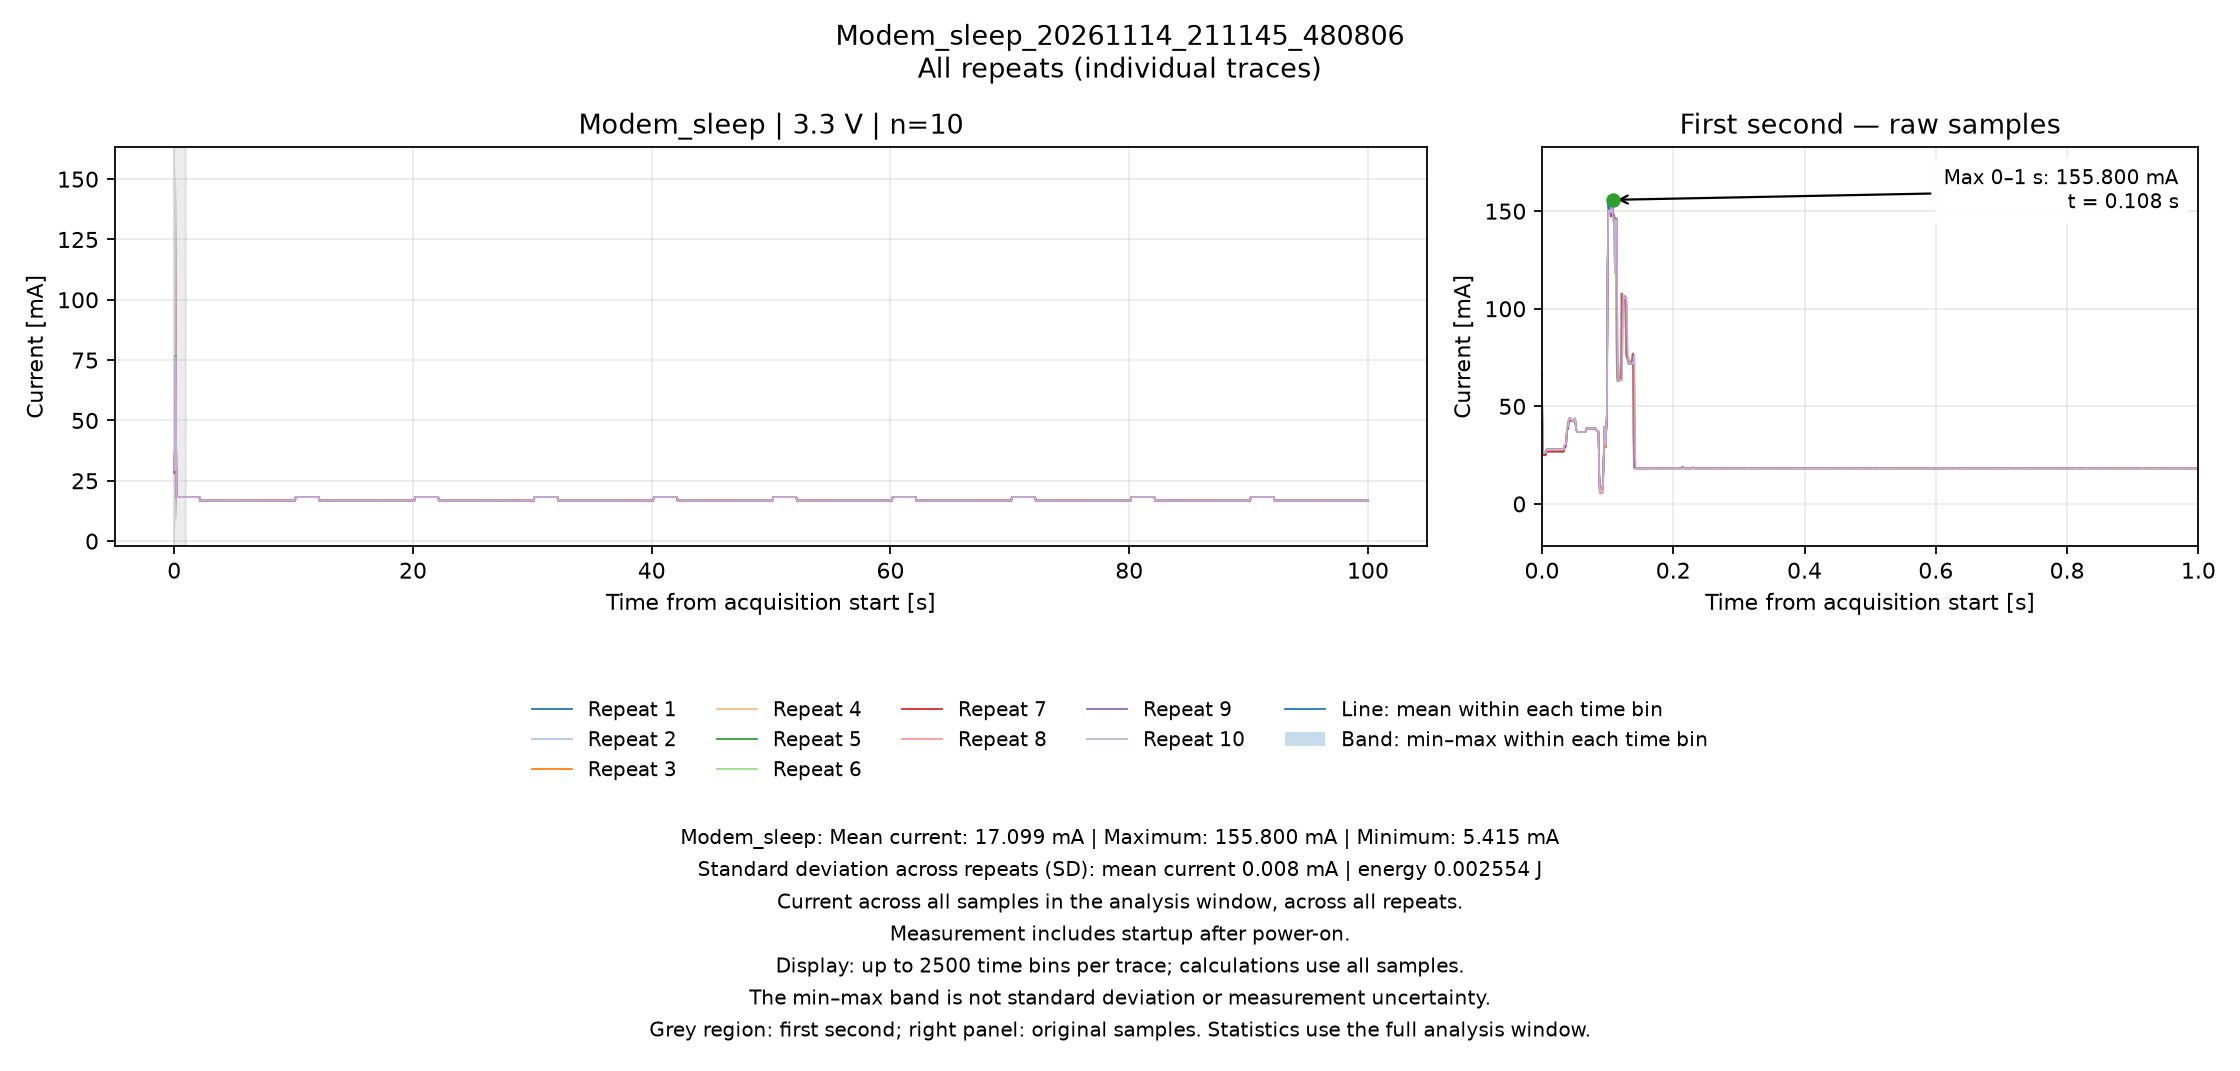 Modem_sleep_20261114_211145_480806
All repeats (individual traces)
Modem_sleep | 3.3 V | n=10
Current [mA]
150
125
100
75
50
25
0
0
20
40
60
80
100
Time from acquisition start [s]
First second — raw samples
Max 0–1 s: 155.800 mA
t = 0.108 s
Current [mA]
150
100
50
0
0.0
0.2
0.4
0.6
0.8
1.0
Time from acquisition start [s]
Repeat 1
Repeat 2
Repeat 3
Repeat 4
Repeat 5
Repeat 6
Repeat 7
Repeat 8
Repeat 9
Repeat 10
Line: mean within each time bin
Band: min–max within each time bin
Modem_sleep: Mean current: 17.099 mA | Maximum: 155.800 mA | Minimum: 5.415 mA
Standard deviation across repeats (SD): mean current 0.008 mA | energy 0.002554 J
Current across all samples in the analysis window, across all repeats.
Measurement includes startup after power-on.
Display: up to 2500 time bins per trace; calculations use all samples.
The min–max band is not standard deviation or measurement uncertainty.
Grey region: first second; right panel: original samples. Statistics use the full analysis window.